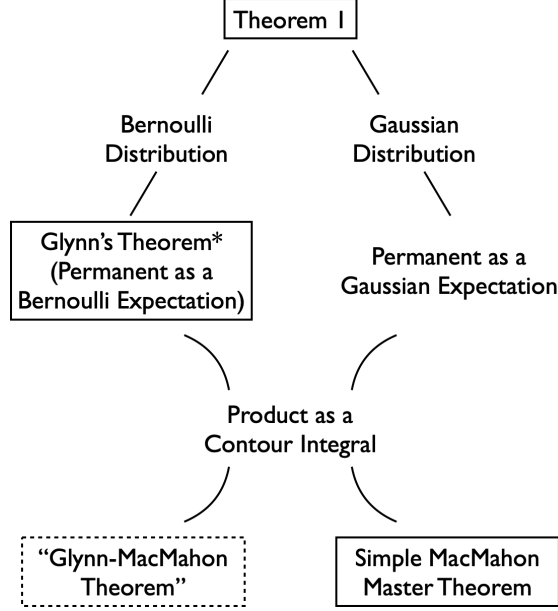 Theorem 1
Bernoulli
Distribution
Gaussian
Distribution
Glynn's Theorem*
(Permanent as a
Bernoulli Expectation)
Permanent as a
Gaussian Expectation
Product as a
Contour Integral
“Glynn-MacMahon
Theorem”
Simple MacMahon
Master Theorem